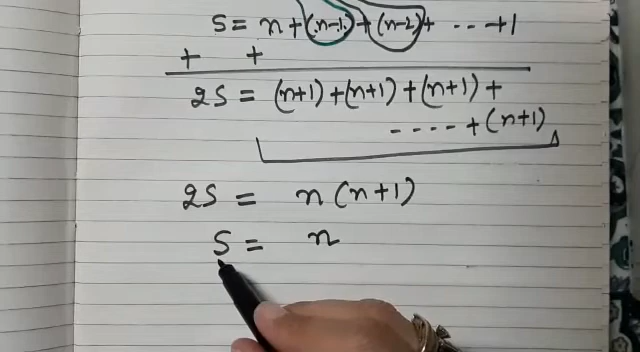 S = n + (n-1) + (n-2) + ... + 1
+ +
2S = (n+1) + (n+1) + (n+1) +
..... + (n+1)
2S = n(n+1)
S = n